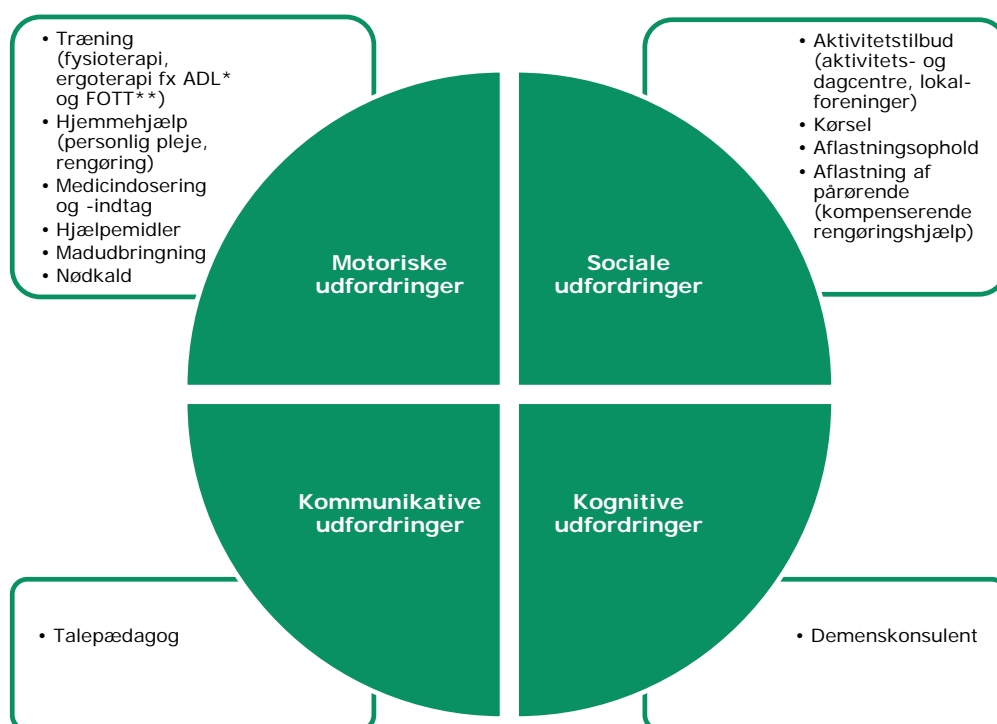 • Træning
(fysioterapi,
ergoterapi fx ADL*
og FOTT**)
• Hjemmehjælp
(personlig pleje,
rengøring)
• Medicindosering
og -indtag
• Hjælpemidler
• Madudbringning
• Nødkald
• Aktivitetstilbud
(aktivitets- og
dagcentre, lokal-
foreninger)
• Kørsel
• Aflastningsophold
• Aflastning af
pårørende
(kompenserende
rengøringshjælp)
Motoriske
udfordringer
Sociale
udfordringer
Kommunikative
udfordringer
Kognitive
udfordringer
• Talepædagog
• Demenskonsulent